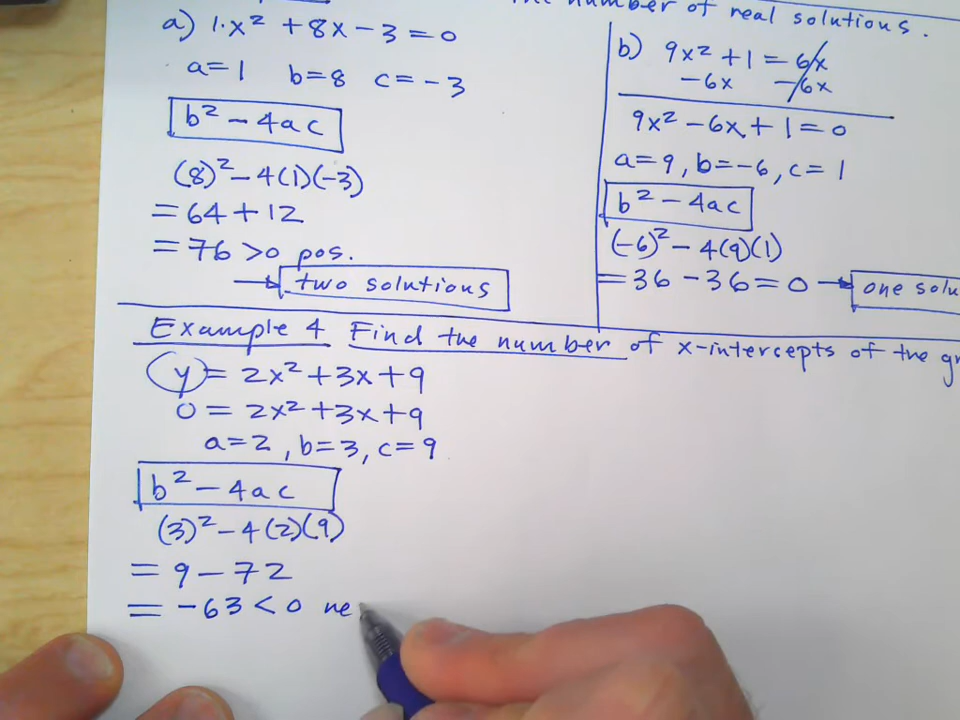 the number of real solutions.
a) 1·x² + 8x - 3 = 0
a = 1 b = 8 c = -3
b² - 4ac
(8)² - 4(1)(-3)
= 64 + 12
= 76 > 0 pos.
→ two solutions
b) 9x² + 1 = 6x
-6x -6x
9x² - 6x + 1 = 0
a = 9, b = -6, c = 1
b² - 4ac
(-6)² - 4(9)(1)
= 36 - 36 = 0 → one solu
Example 4 Find the number of x-intercepts of the gr
y = 2x² + 3x + 9
0 = 2x² + 3x + 9
a = 2, b = 3, c = 9
b² - 4ac
(3)² - 4(2)(9)
= 9 - 72
= -63 < 0 ne